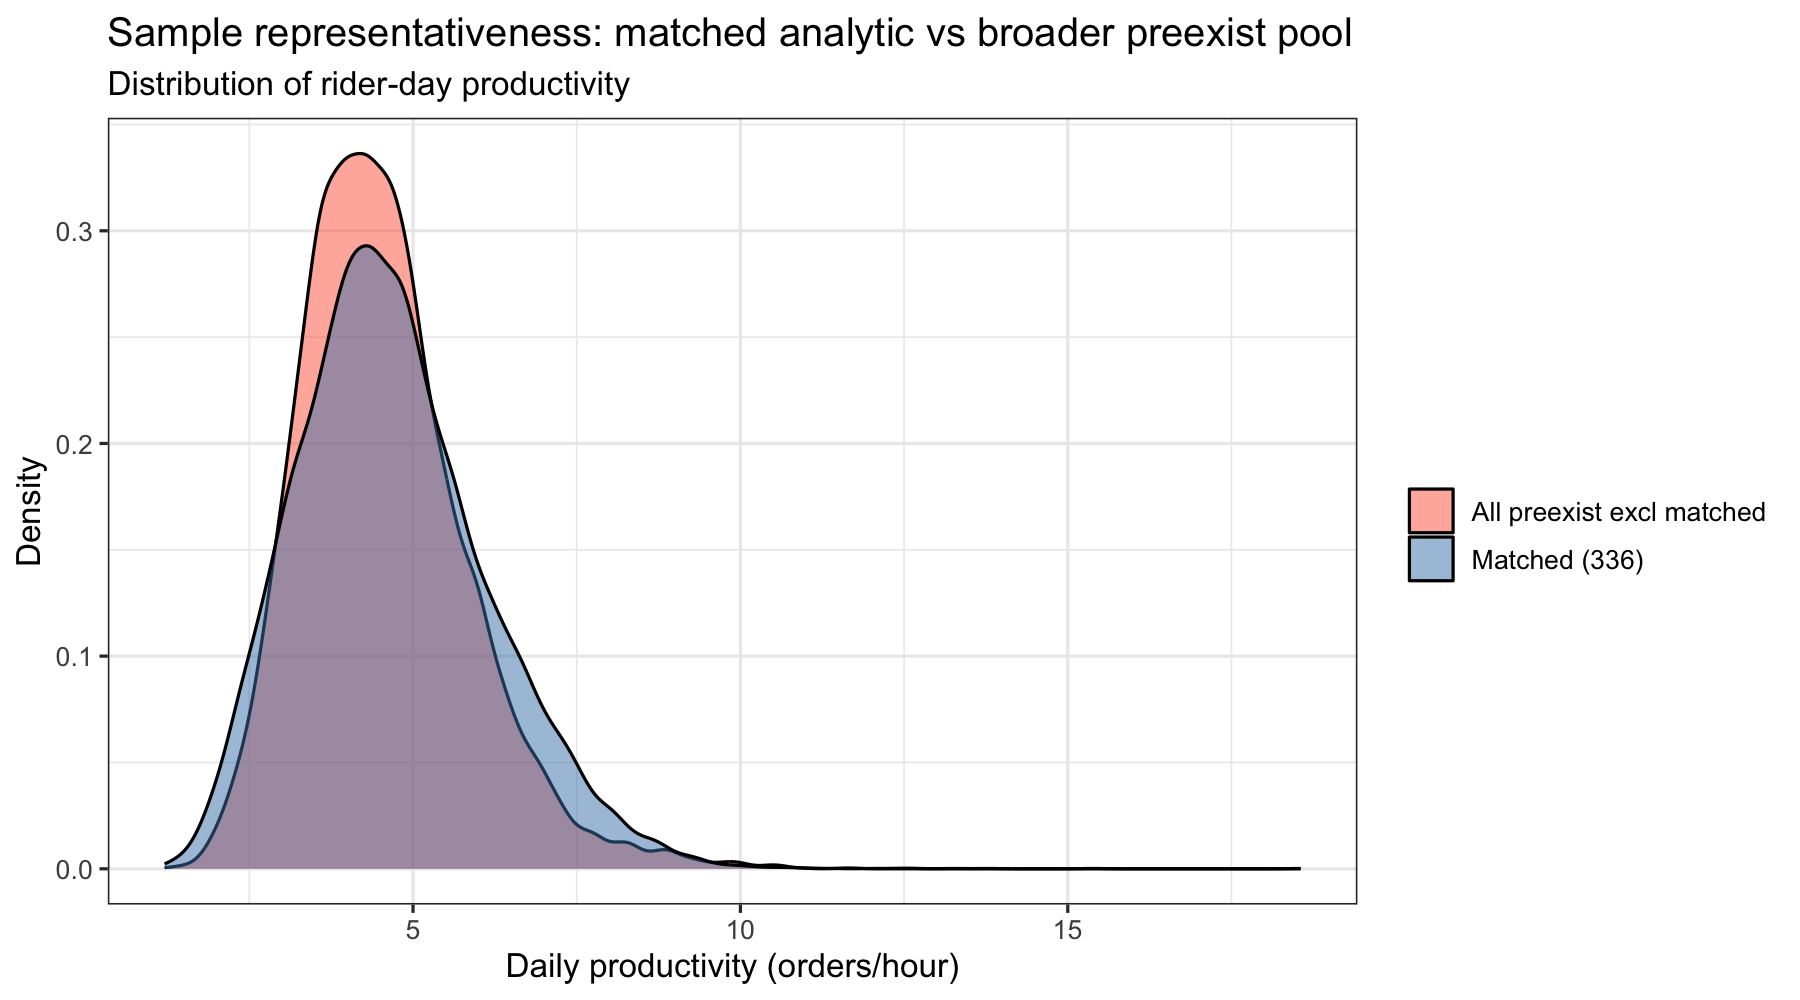 Sample representativeness: matched analytic vs broader preexist pool
Distribution of rider-day productivity
Density
0.3
0.2
0.1
0.0
5
10
15
Daily productivity (orders/hour)
All preexist excl matched
Matched (336)